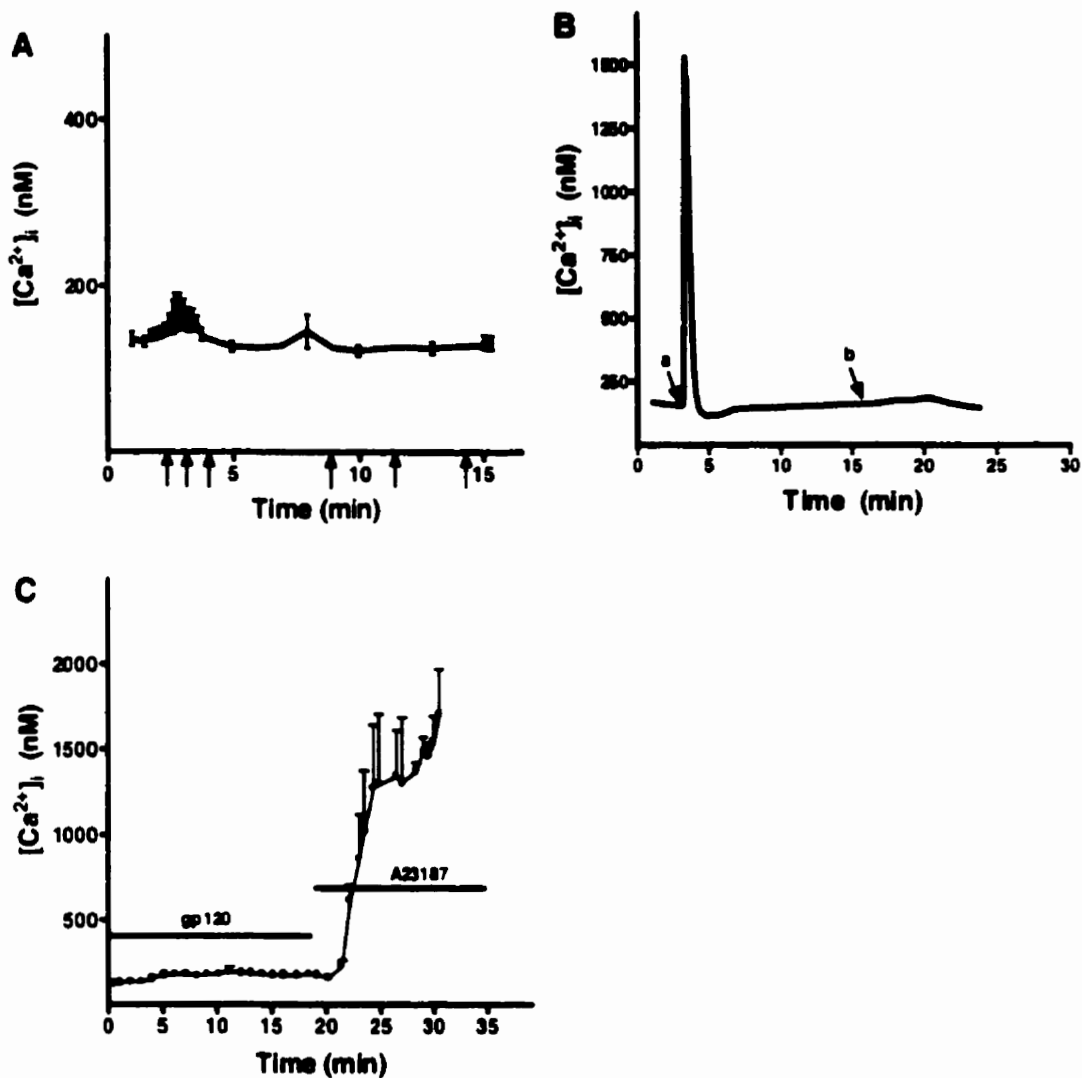 A
[Ca2+]i (nM)
400
200
0 5 10 15
Time (min)
B
[Ca2+]i (nM)
1500
1250
1000
750
500
250
a
b
0 5 10 15 20 25 30
Time (min)
C
[Ca2+]i (nM)
2000
1500
1000
500
gp120
A23187
0 5 10 15 20 25 30 35
Time (min)